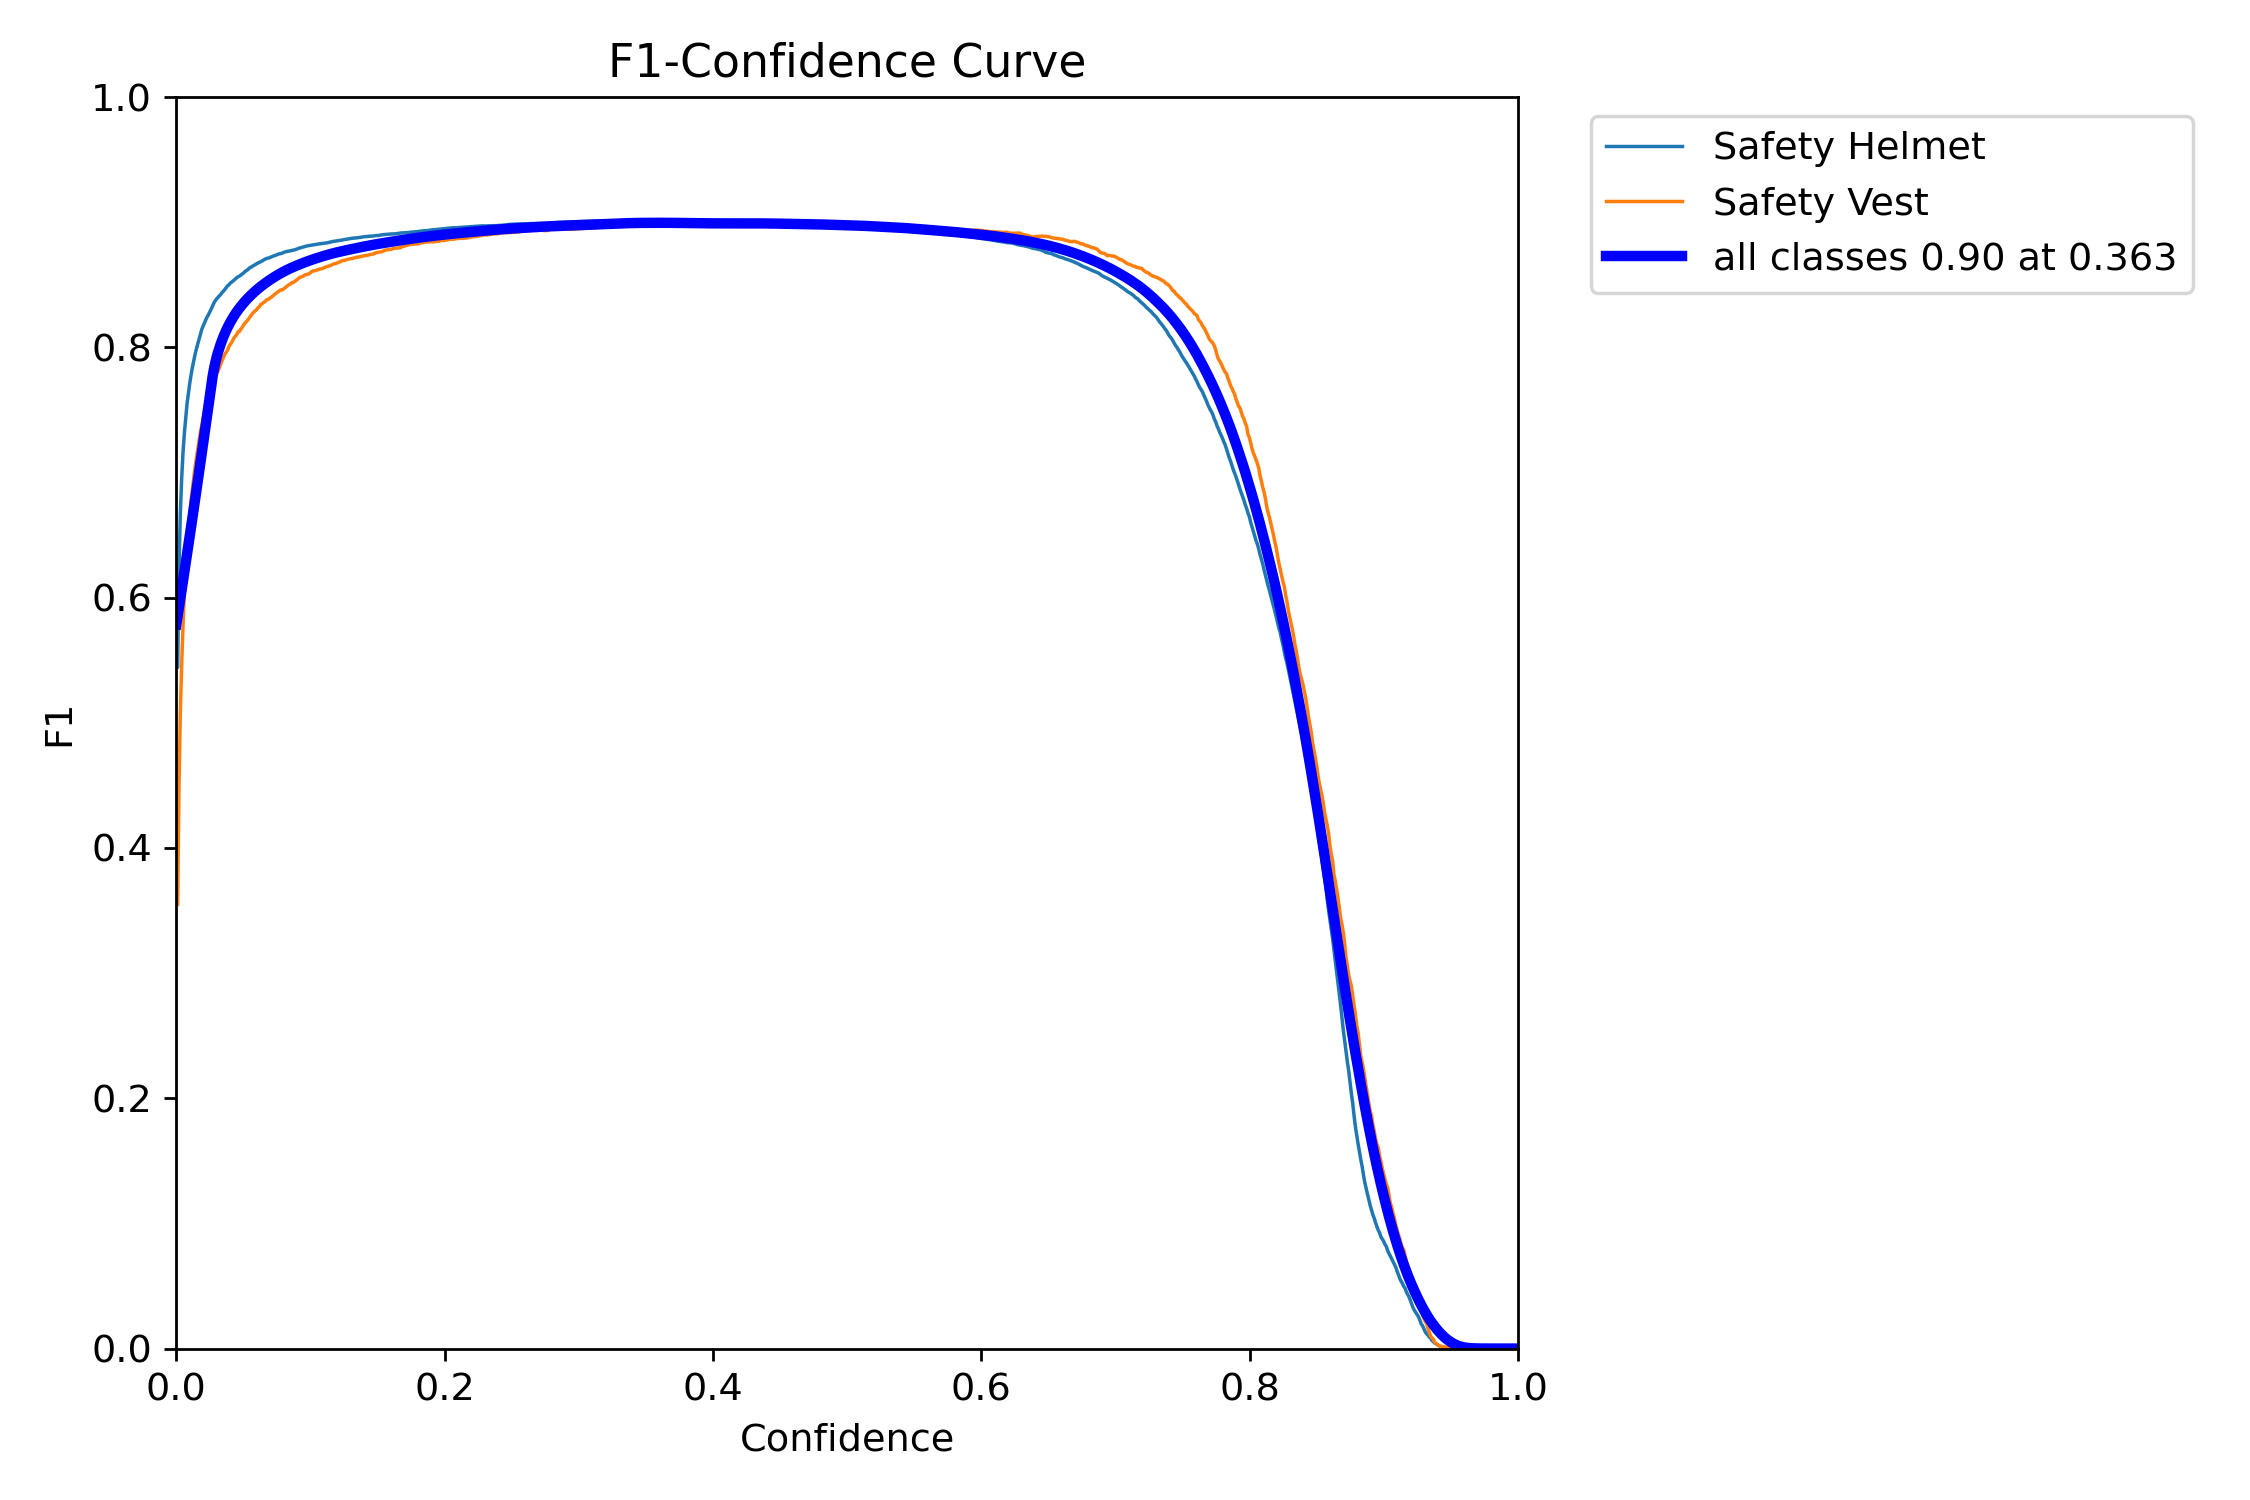 F1-Confidence Curve
1.0
0.8
0.6
0.4
0.2
0.0
F1
0.0 0.2 0.4 0.6 0.8 1.0
Confidence
Safety Helmet
Safety Vest
all classes 0.90 at 0.363